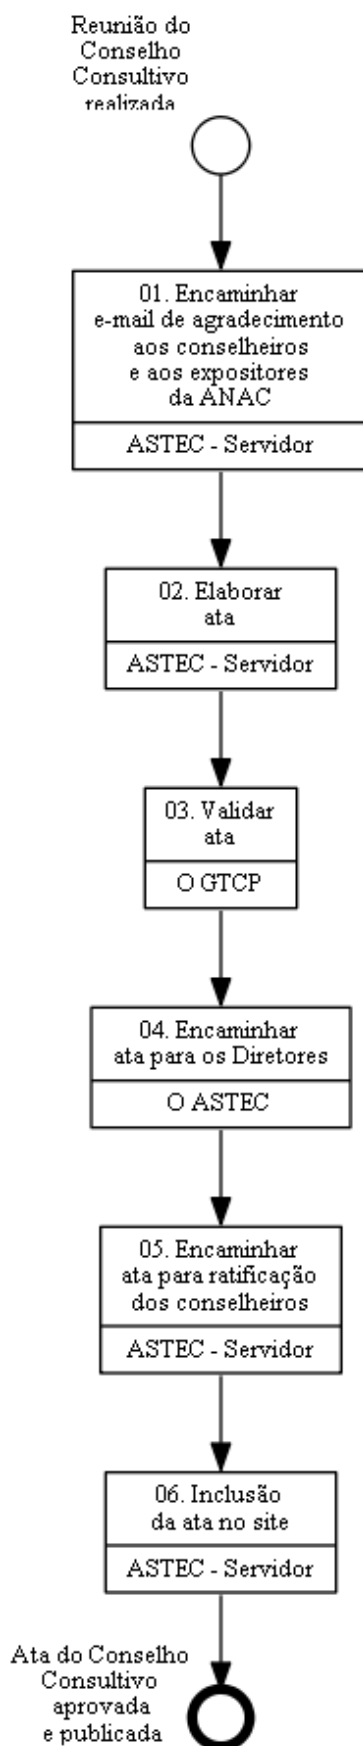 Reunião do
Conselho
Consultivo
realizada
01. Encaminhar
e-mail de agradecimento
aos conselheiros
e aos expositores
da ANAC
ASTEC - Servidor
02. Elaborar
ata
ASTEC - Servidor
03. Validar
ata
O GTCP
04. Encaminhar
ata para os Diretores
O ASTEC
05. Encaminhar
ata para ratificação
dos conselheiros
ASTEC - Servidor
06. Inclusão
da ata no site
ASTEC - Servidor
Ata do Conselho
Consultivo
aprovada
e publicada